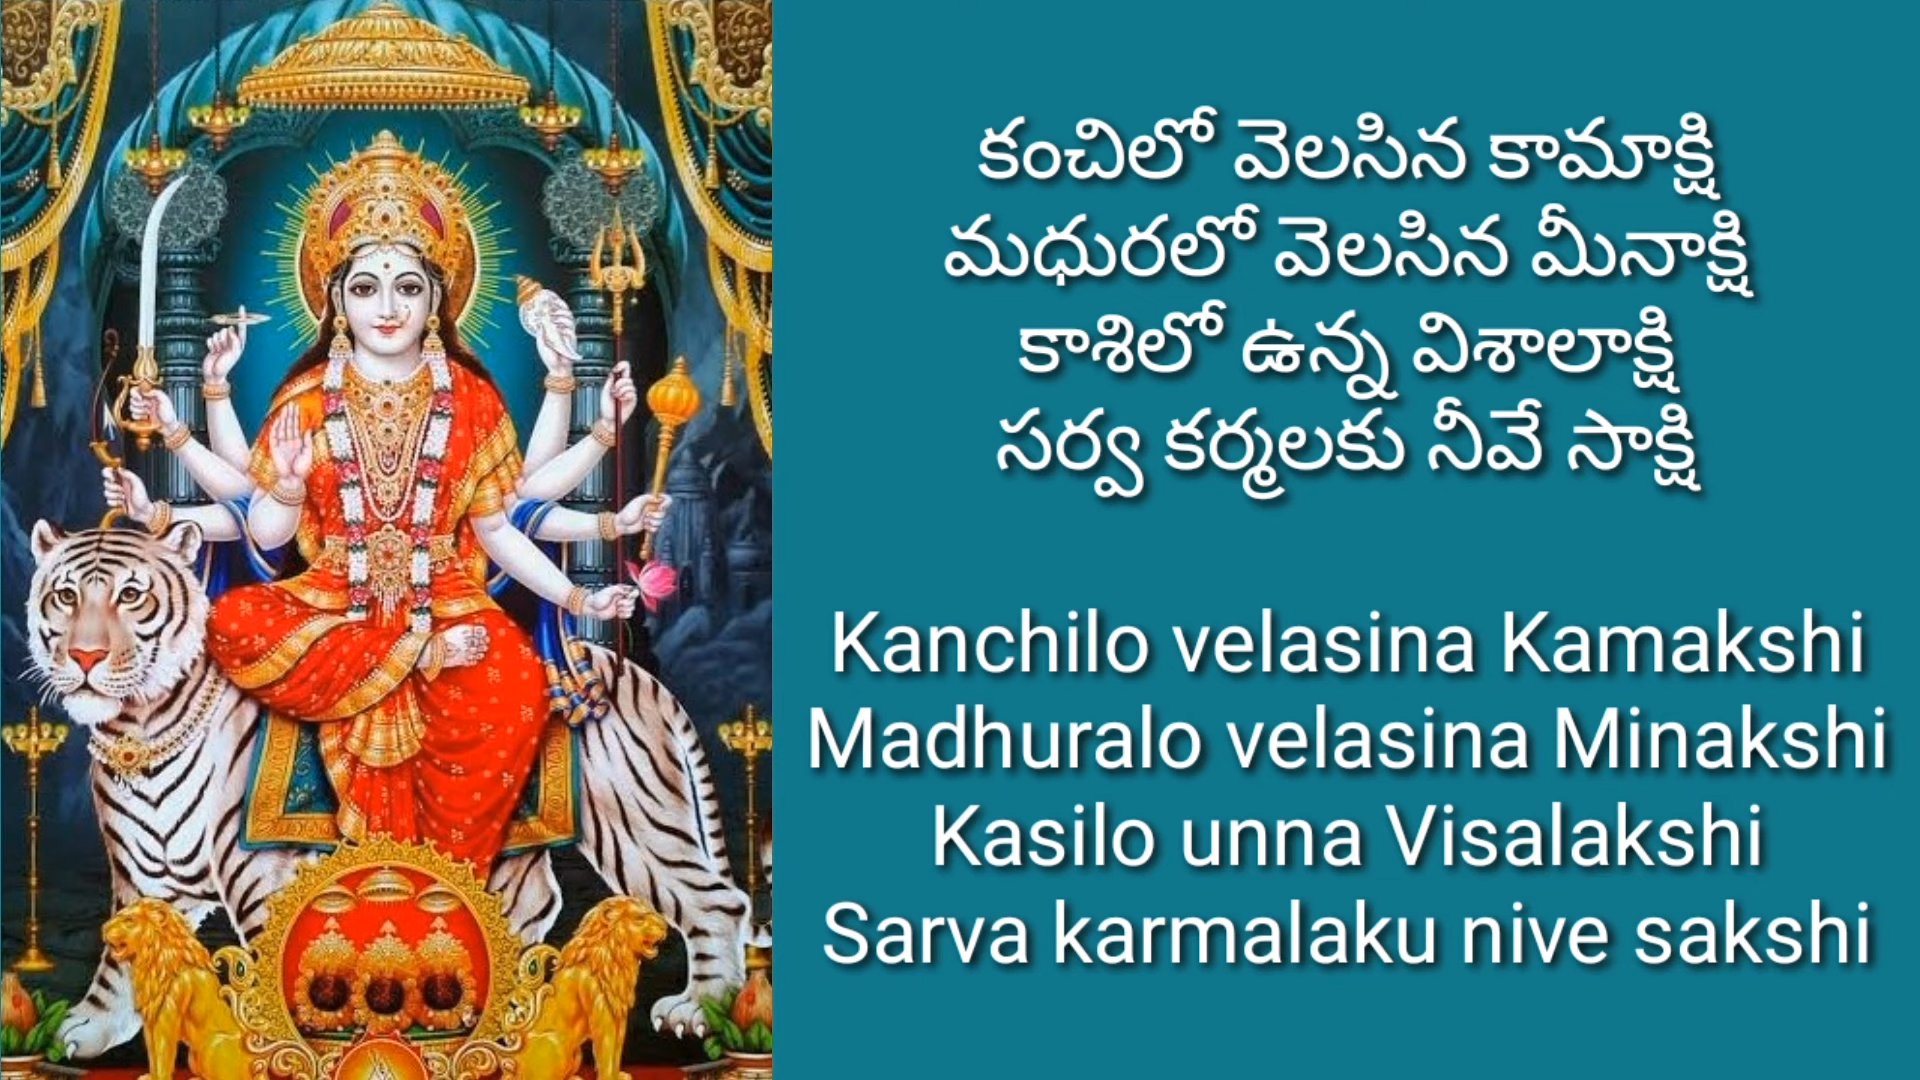 కంచిలో వెలసిన కామాక్షి
మధురలో వెలసిన మీనాక్షి
కాశిలో ఉన్న విశాలాక్షి
సర్వ కర్మలకు నీవే సాక్షి
Kanchilo velasina Kamakshi
Madhuralo velasina Minakshi
Kasilo unna Visalakshi
Sarva karmalaku nive sakshi